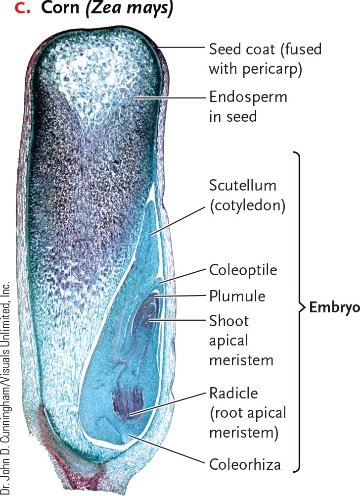 C. Corn (Zea mays)
Seed coat (fused
with pericarp)
Endosperm
in seed
Scutellum
(cotyledon)
Coleoptile
Plumule
Shoot
apical
meristem
Embryo
Radicle
(root apical
meristem)
Coleorhiza
Dr. John D. Cunningham/Visuals Unlimited, Inc.